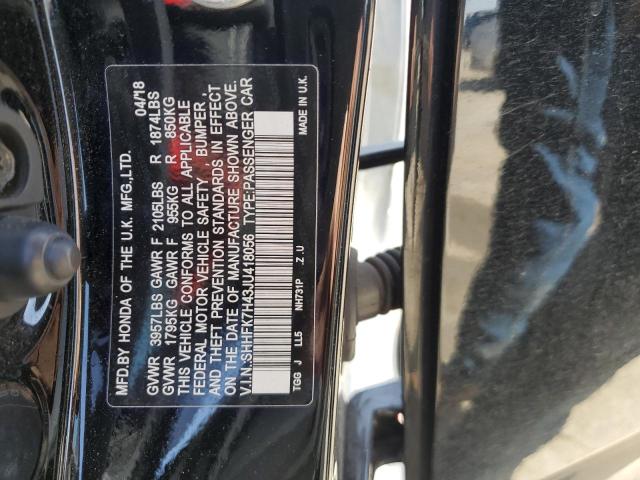 MFD.BY HONDA OF THE U.K. MFG.,LTD. 04/18
GVWR 3957LBS GAWR F 2105LBS R 1874LBS
GVWR 1795KG GAWR F 955KG R 850KG
THIS VEHICLE CONFORMS TO ALL APPLICABLE
FEDERAL MOTOR VEHICLE SAFETY , BUMPER ,
AND THEFT PREVENTION STANDARDS IN EFFECT
ON THE DATE OF MANUFACTURE SHOWN ABOVE.
V.I.N.:SHHFK7H43JU418056 TYPE:PASSENGER CAR
TGG J LL5 NH731P .Z U MADE IN U.K.